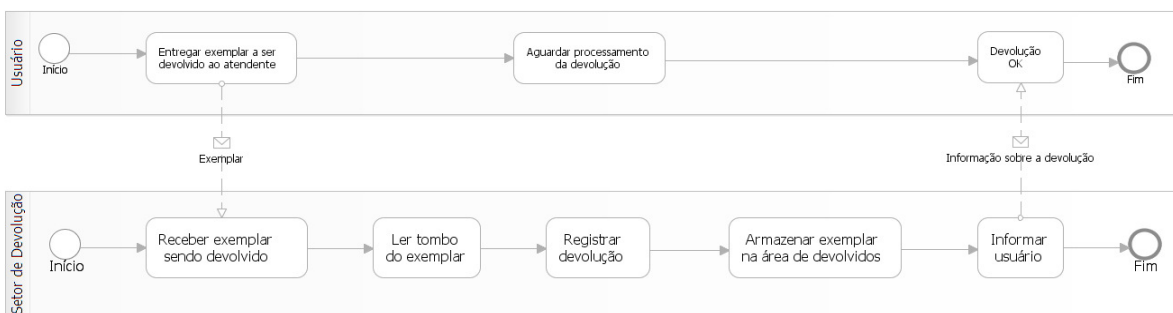 Usuário
Início
Entregar exemplar a ser
devolvido ao atendente
Aguardar processamento
da devolução
Devolução
OK
Fim
Exemplar
Informação sobre a devolução
Setor de Devolução
Início
Receber exemplar
sendo devolvido
Ler tombo
do exemplar
Registrar
devolução
Armazenar exemplar
na área de devolvidos
Informar
usuário
Fim